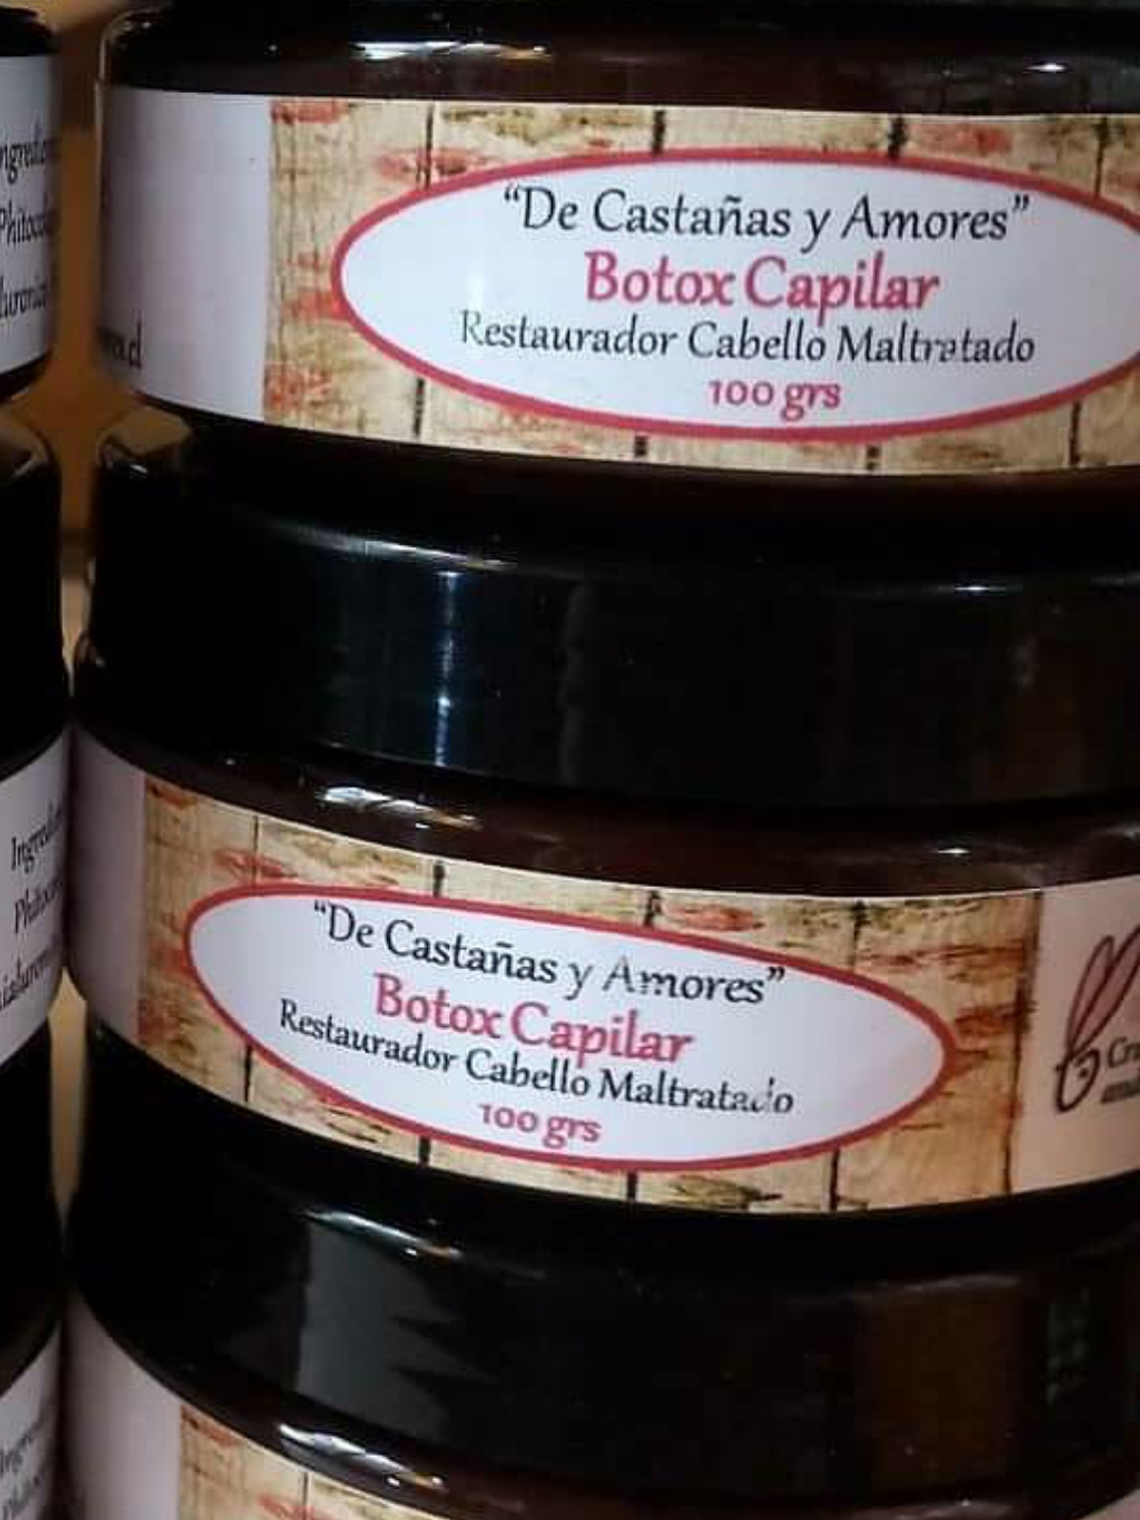 “De Castañas y Amores”
Botox Capilar
Restaurador Cabello Maltratado
100 grs
“De Castañas y Amores”
Botox Capilar
Restaurador Cabello Maltratado
100 grs